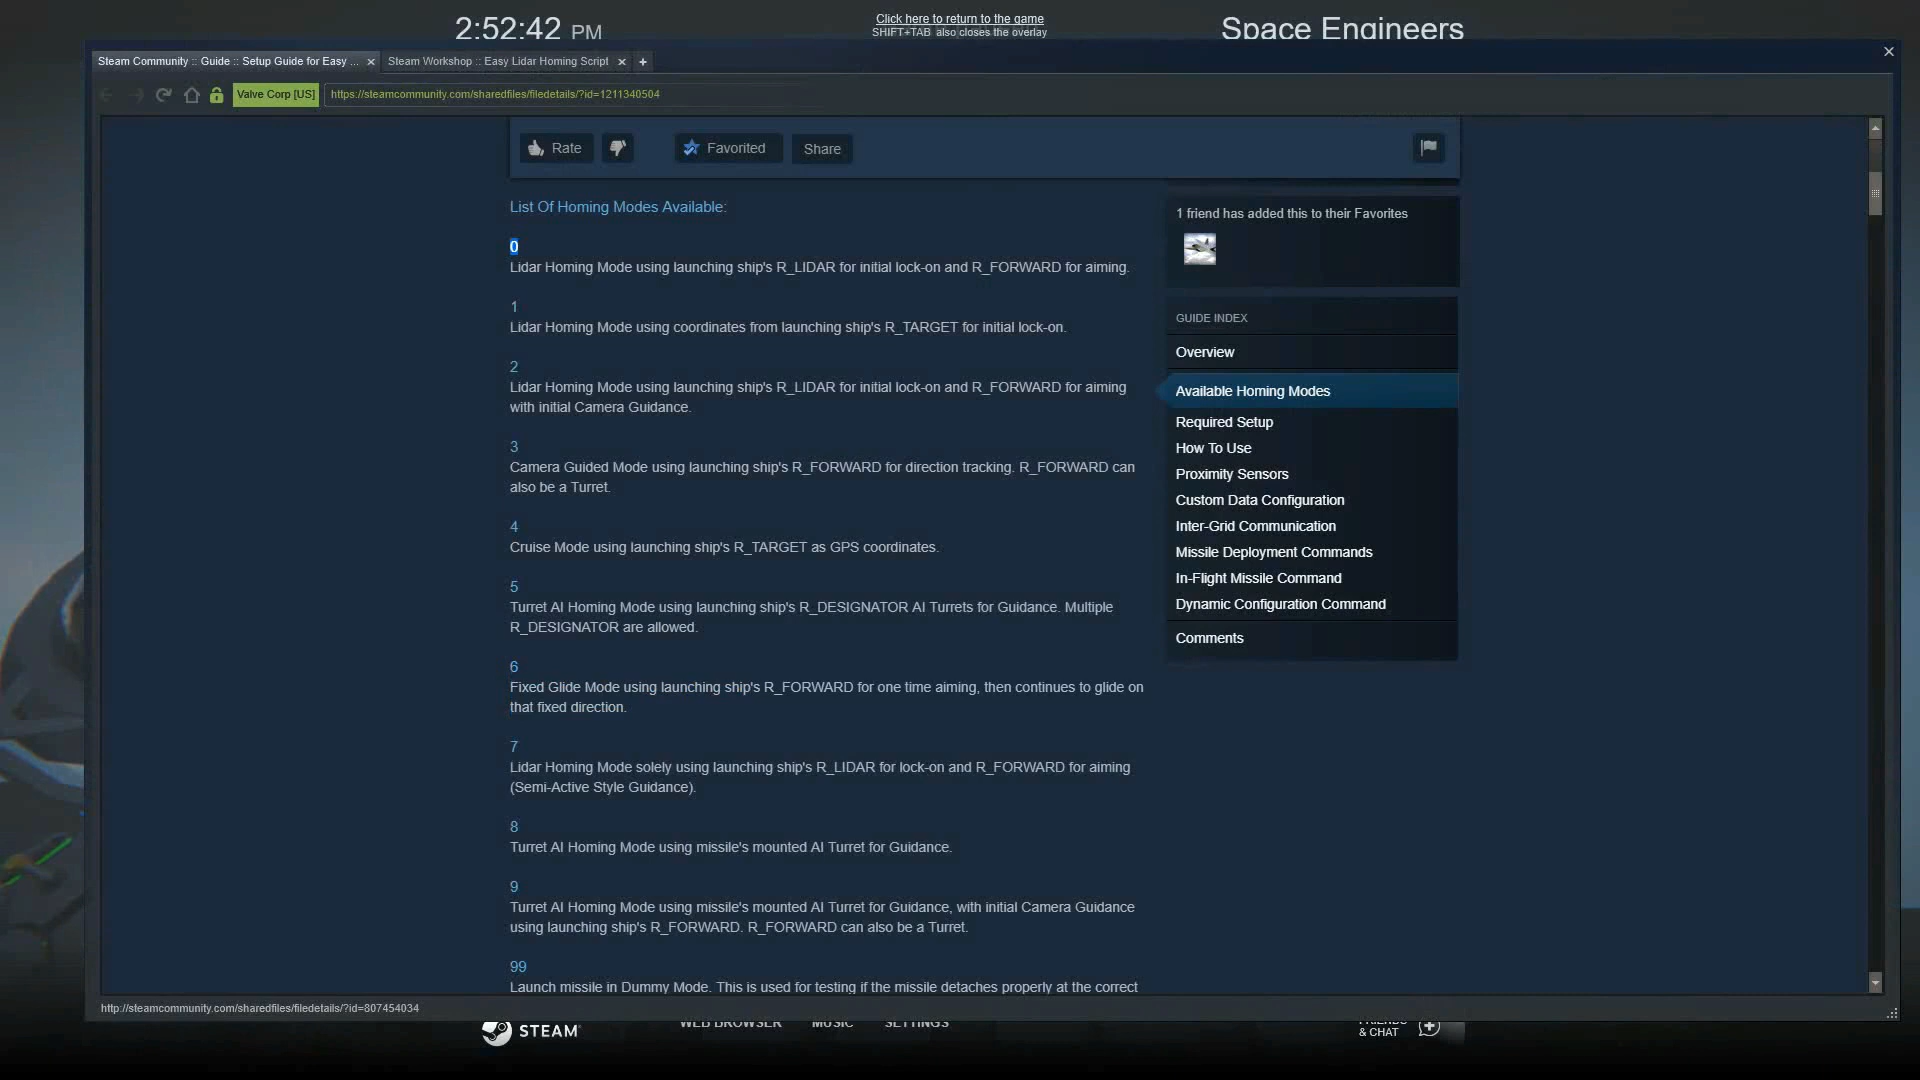 2:52:42 PM
Click here to return to the game
SHIFT+TAB also closes the overlay
Space Engineers
Steam Community :: Guide :: Setup Guide for Easy ...
Steam Workshop :: Easy Lidar Homing Script
Valve Corp [US]
https://steamcommunity.com/sharedfiles/filedetails/?id=1211340504
Rate
Favorited
Share
List Of Homing Modes Available:
0
Lidar Homing Mode using launching ship's R_LIDAR for initial lock-on and R_FORWARD for aiming.
1
Lidar Homing Mode using coordinates from launching ship's R_TARGET for initial lock-on.
2
Lidar Homing Mode using launching ship's R_LIDAR for initial lock-on and R_FORWARD for aiming
with initial Camera Guidance.
3
Camera Guided Mode using launching ship's R_FORWARD for direction tracking. R_FORWARD can
also be a Turret.
4
Cruise Mode using launching ship's R_TARGET as GPS coordinates.
5
Turret AI Homing Mode using launching ship's R_DESIGNATOR AI Turrets for Guidance. Multiple
R_DESIGNATOR are allowed.
6
Fixed Glide Mode using launching ship's R_FORWARD for one time aiming, then continues to glide on
that fixed direction.
7
Lidar Homing Mode solely using launching ship's R_LIDAR for lock-on and R_FORWARD for aiming
(Semi-Active Style Guidance).
8
Turret AI Homing Mode using missile's mounted AI Turret for Guidance.
9
Turret AI Homing Mode using missile's mounted AI Turret for Guidance, with initial Camera Guidance
using launching ship's R_FORWARD. R_FORWARD can also be a Turret.
99
Launch missile in Dummy Mode. This is used for testing if the missile detaches properly at the correct
1 friend has added this to their Favorites
GUIDE INDEX
Overview
Available Homing Modes
Required Setup
How To Use
Proximity Sensors
Custom Data Configuration
Inter-Grid Communication
Missile Deployment Commands
In-Flight Missile Command
Dynamic Configuration Command
Comments
http://steamcommunity.com/sharedfiles/filedetails/?id=807454034
STEAM
WEB BROWSER
MUSIC
SETTINGS
FRIENDS
& CHAT